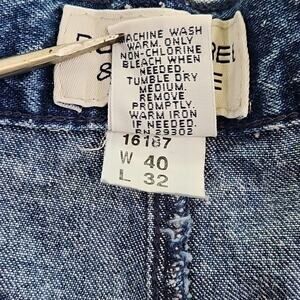 MACHINE WASH
WARM. ONLY
NON-CHLORINE
BLEACH WHEN
NEEDED.
TUMBLE DRY
MEDIUM.
REMOVE
PROMPTLY.
WARM IRON
IF NEEDED.
RN 29302
16187
W 40
L 32